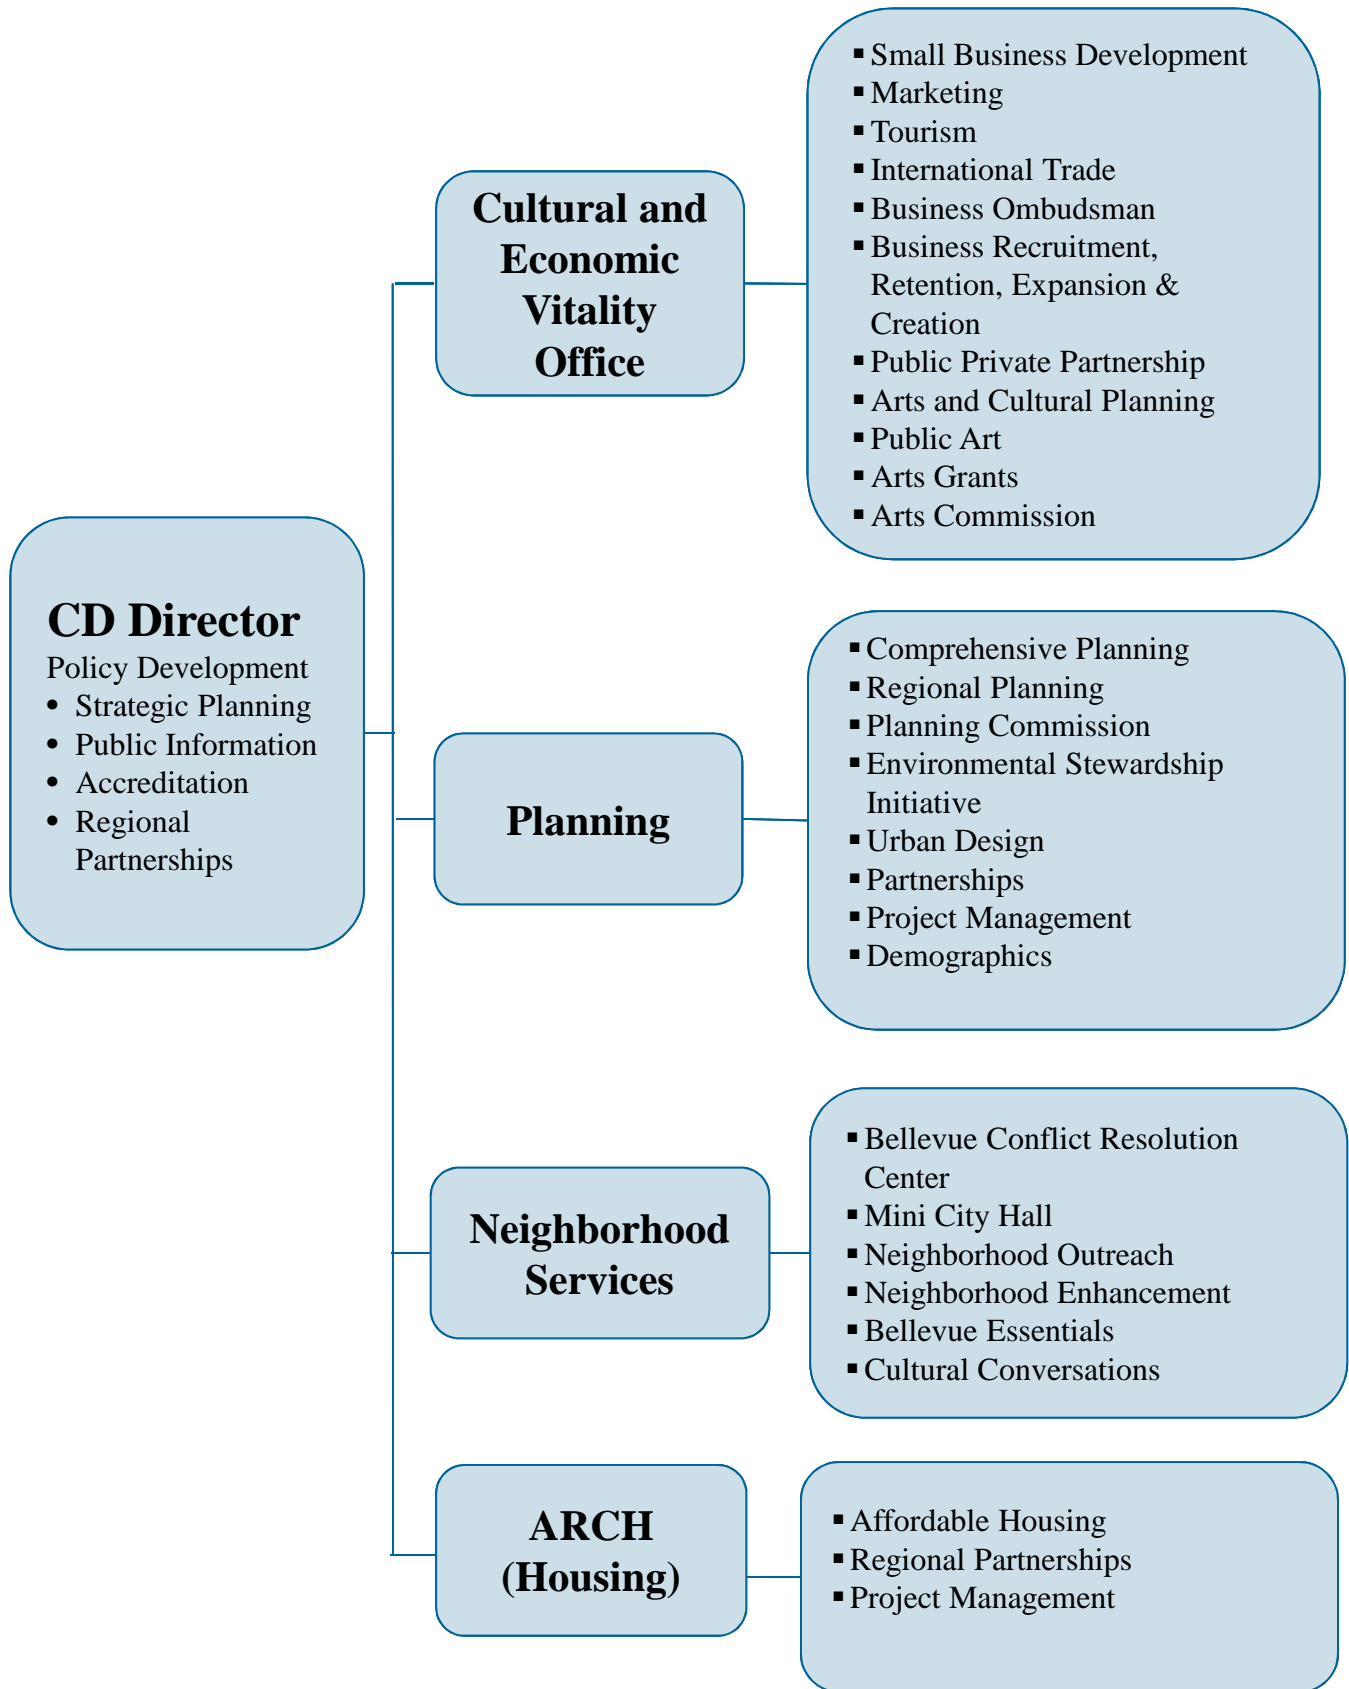 CD Director
Policy Development
• Strategic Planning
• Public Information
• Accreditation
• Regional
Partnerships
Cultural and
Economic
Vitality
Office
▪ Small Business Development
▪ Marketing
▪ Tourism
▪ International Trade
▪ Business Ombudsman
▪ Business Recruitment,
Retention, Expansion &
Creation
▪ Public Private Partnership
▪ Arts and Cultural Planning
▪ Public Art
▪ Arts Grants
▪ Arts Commission
Planning
▪ Comprehensive Planning
▪ Regional Planning
▪ Planning Commission
▪ Environmental Stewardship
Initiative
▪ Urban Design
▪ Partnerships
▪ Project Management
▪ Demographics
Neighborhood
Services
▪ Bellevue Conflict Resolution
Center
▪ Mini City Hall
▪ Neighborhood Outreach
▪ Neighborhood Enhancement
▪ Bellevue Essentials
▪ Cultural Conversations
ARCH
(Housing)
▪ Affordable Housing
▪ Regional Partnerships
▪ Project Management